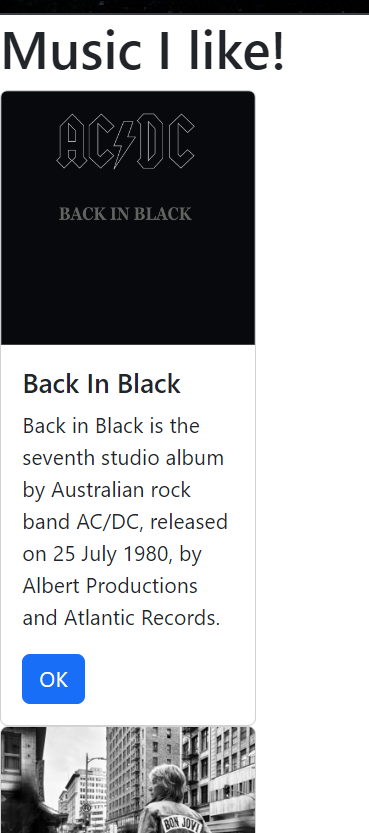 Music I like!
AC/DC
BACK IN BLACK
Back In Black
Back in Black is the
seventh studio album
by Australian rock
band AC/DC, released
on 25 July 1980, by
Albert Productions
and Atlantic Records.
OK
BON JOVI